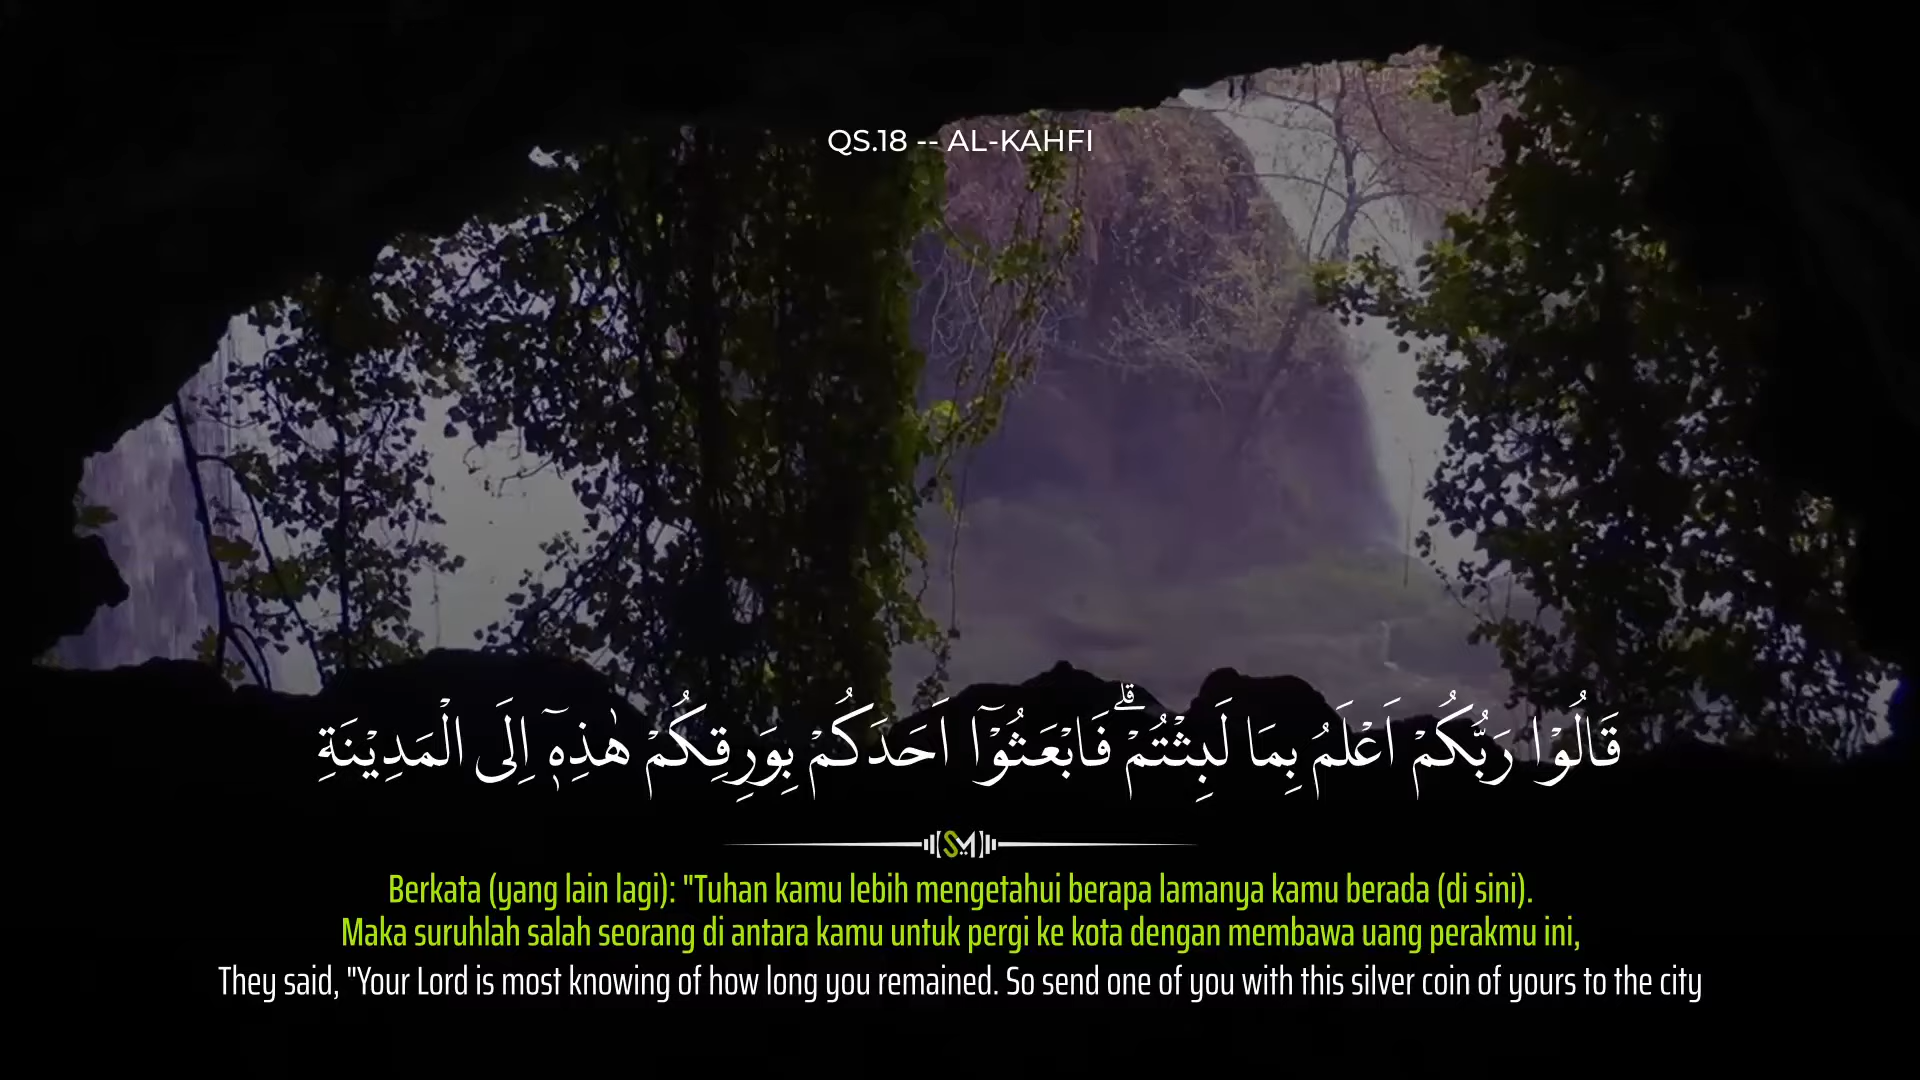 QS.18 -- AL-KAHFI
قَالُوْا رَبُّكُمْ اَعْلَمُ بِمَا لَبِثْتُمْۗ فَابْعَثُوْٓا اَحَدَكُمْ بِوَرِقِكُمْ هٰذِهٖٓ اِلَى الْمَدِيْنَةِ
SM
Berkata (yang lain lagi): "Tuhan kamu lebih mengetahui berapa lamanya kamu berada (di sini).
Maka suruhlah salah seorang di antara kamu untuk pergi ke kota dengan membawa uang perakmu ini,
They said, "Your Lord is most knowing of how long you remained. So send one of you with this silver coin of yours to the city